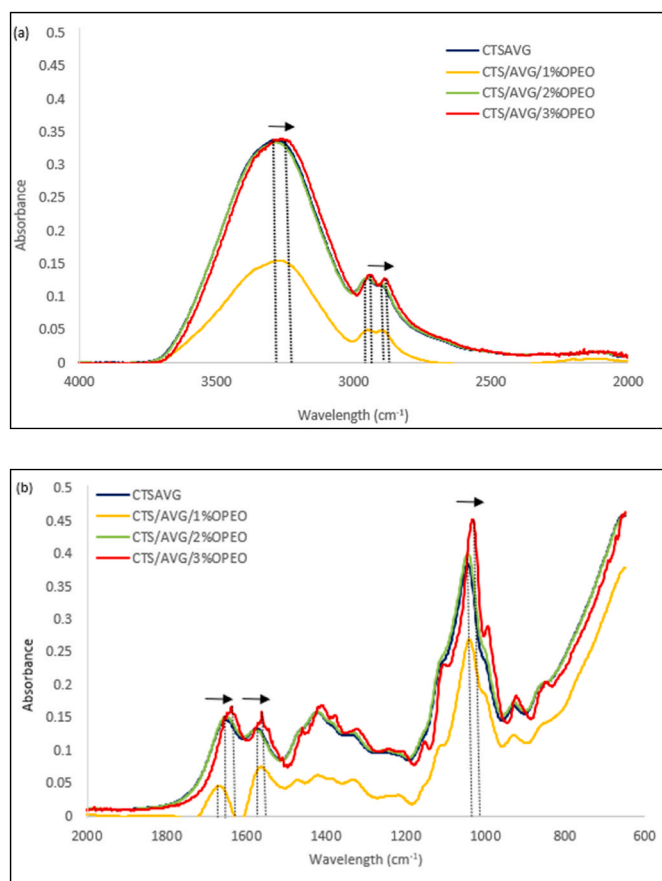 (a)
0.5
0.45
0.4
0.35
0.3
0.25
0.2
0.15
0.1
0.05
0
Absorbance
CTSAVG
CTS/AVG/1%OPEO
CTS/AVG/2%OPEO
CTS/AVG/3%OPEO
4000 3500 3000 2500 2000
Wavelength (cm-1)
(b)
0.5
0.45
0.4
0.35
0.3
0.25
0.2
0.15
0.1
0.05
0
Absorbance
CTSAVG
CTS/AVG/1%OPEO
CTS/AVG/2%OPEO
CTS/AVG/3%OPEO
2000 1800 1600 1400 1200 1000 800 600
Wavelength (cm-1)